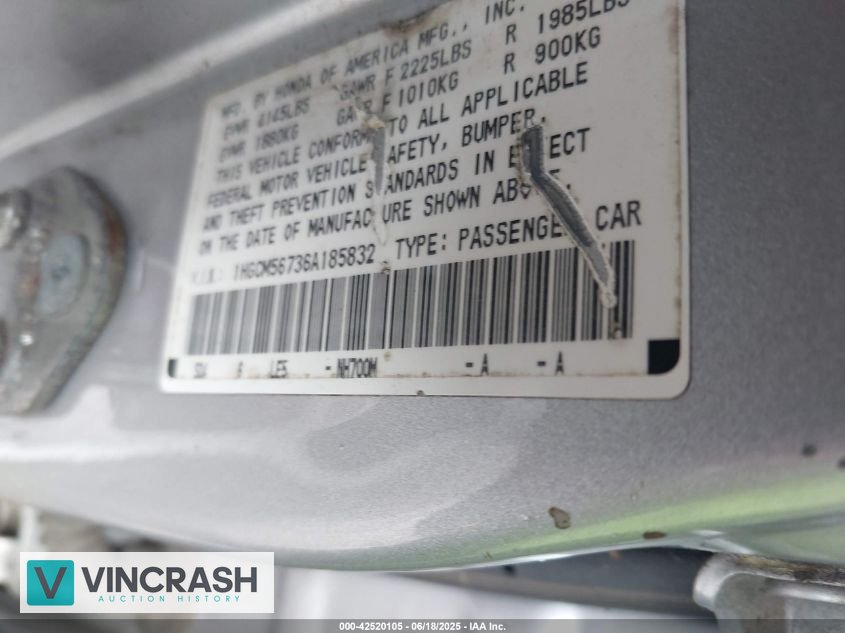 MFG. BY HONDA OF AMERICA MFG., INC.
GVWR 4145LBS GAWR F 2225LBS R 1985LBS
GVWR 1880KG GAWR F 1010KG R 900KG
THIS VEHICLE CONFORMS TO ALL APPLICABLE
FEDERAL MOTOR VEHICLE SAFETY, BUMPER,
AND THEFT PREVENTION STANDARDS IN EFFECT
ON THE DATE OF MANUFACTURE SHOWN ABOVE.
V.I.N.: 1HGCM56736A185832 TYPE: PASSENGER CAR
LES - NH700M - A - A
V VINCRASH
AUCTION HISTORY
000-42520105 - 06/18/2025 - IAA Inc.